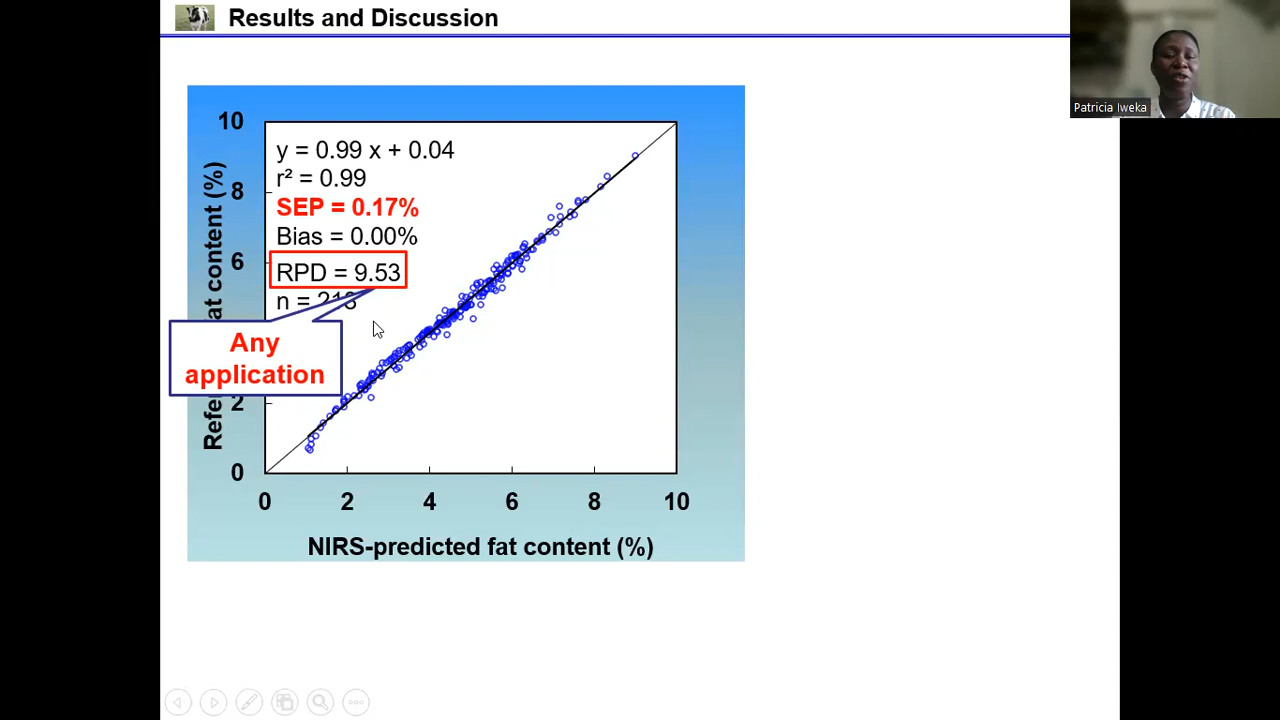 Results and Discussion
Patricia Iweka
10
8
6
2
0
y = 0.99 x + 0.04
r² = 0.99
SEP = 0.17%
Bias = 0.00%
RPD = 9.53
n =
Any
application
content (%)
0 2 4 6 8 10
NIRS-predicted fat content (%)